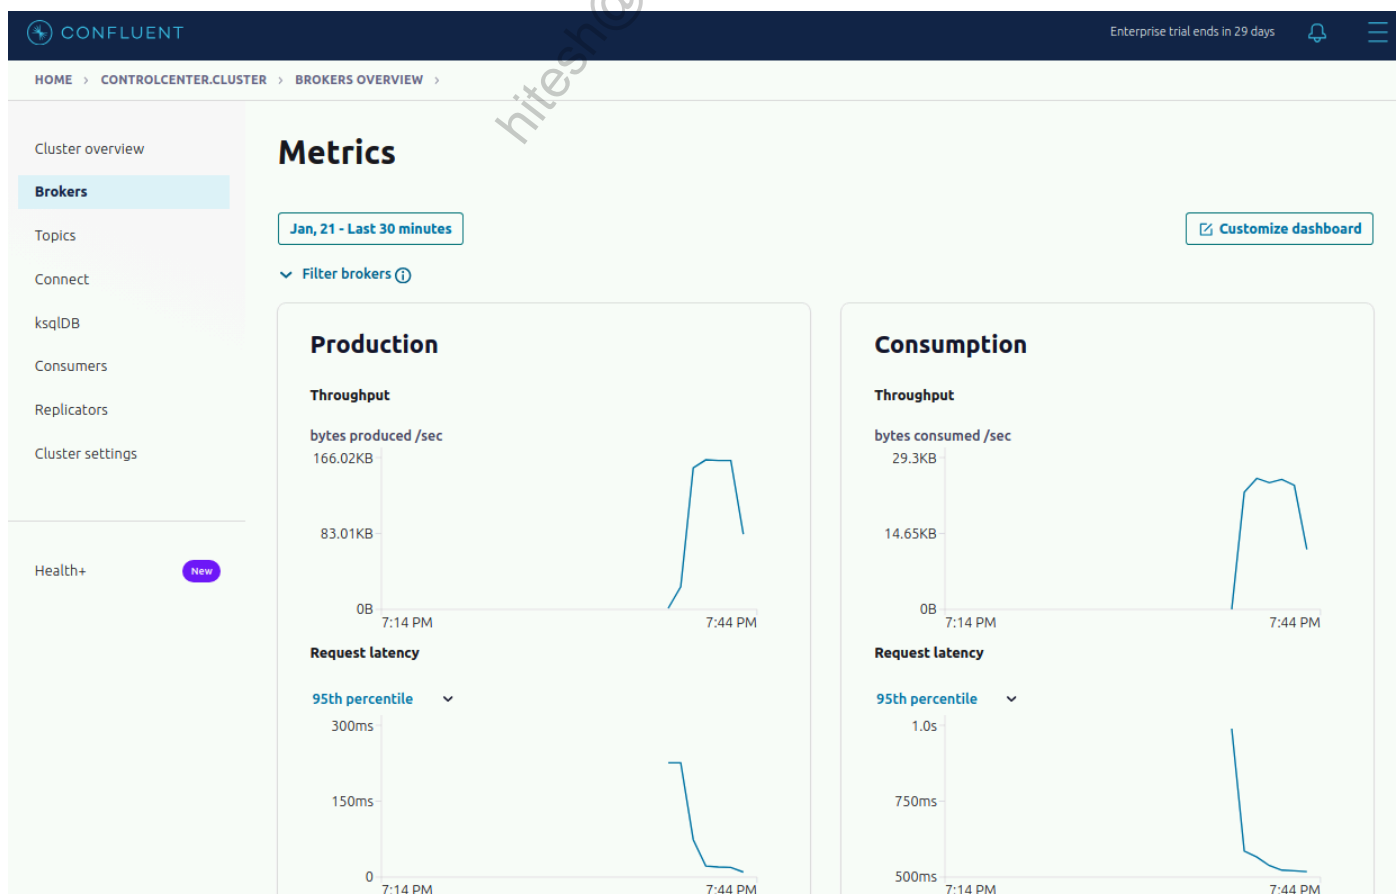 CONFLUENT
Enterprise trial ends in 29 days
HOME > CONTROLCENTER.CLUSTER > BROKERS OVERVIEW >
Cluster overview
Brokers
Topics
Connect
ksqlDB
Consumers
Replicators
Cluster settings
Health+ New
Metrics
Jan, 21 - Last 30 minutes
Customize dashboard
Filter brokers
Production
Throughput
bytes produced /sec
166.02KB
83.01KB
0B
7:14 PM 7:44 PM
Request latency
95th percentile
300ms
150ms
0
7:14 PM 7:44 PM
Consumption
Throughput
bytes consumed /sec
29.3KB
14.65KB
0B
7:14 PM 7:44 PM
Request latency
95th percentile
1.0s
750ms
500ms
7:14 PM 7:44 PM
hitesh@